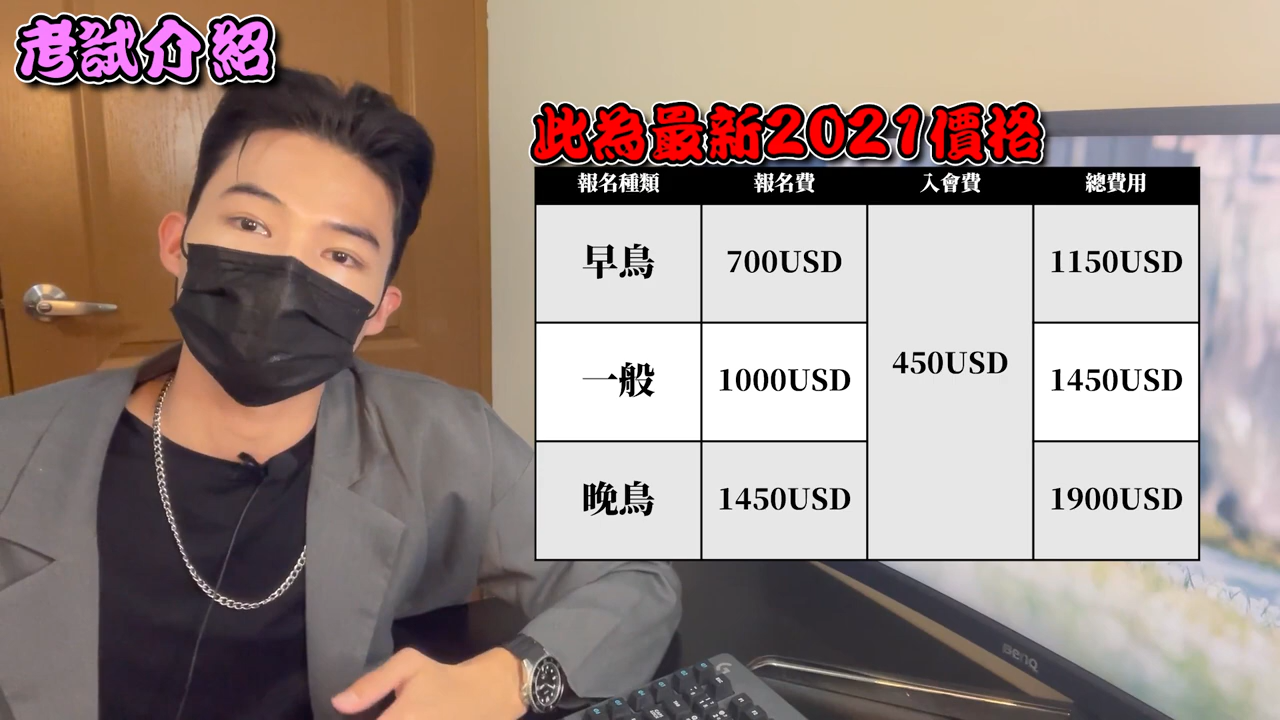 考試介紹
此為最新2021價格
報名種類 報名費 入會費 總費用
早鳥 700USD 1150USD
450USD
一般 1000USD 1450USD
晚鳥 1450USD 1900USD
BenQ